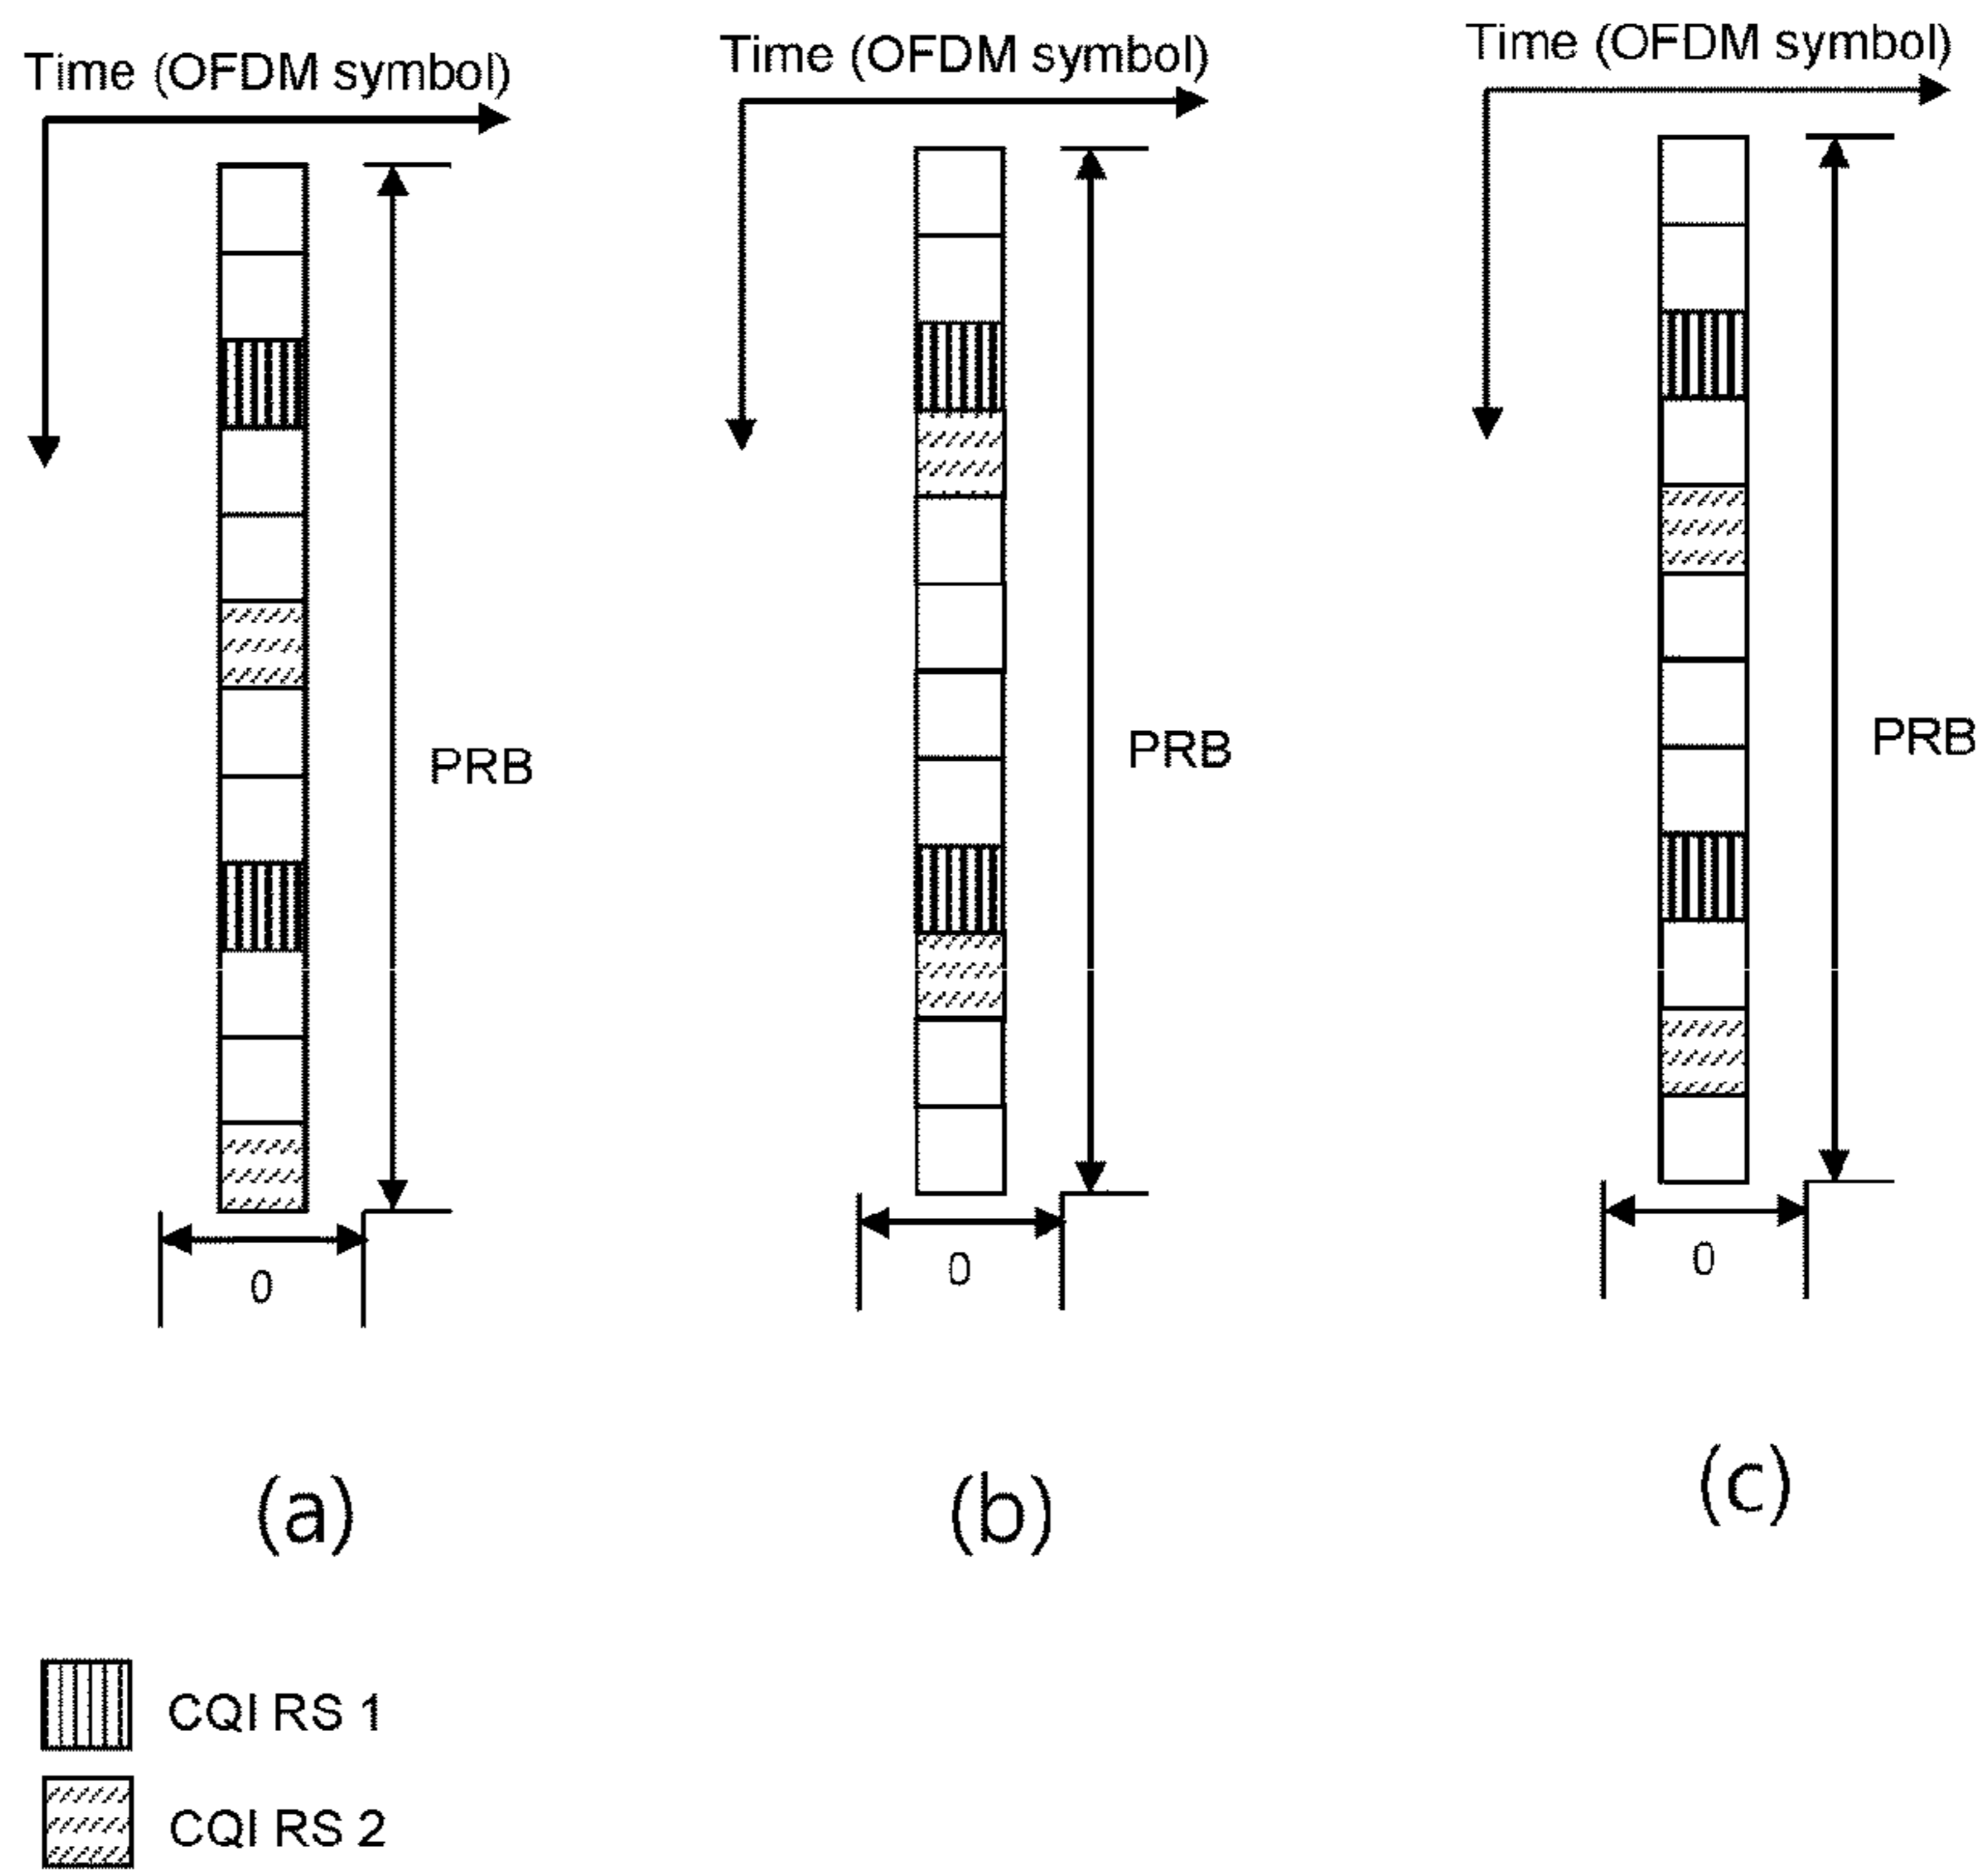 Time (OFDM symbol)
Time (OFDM symbol)
Time (OFDM symbol)
PRB
PRB
PRB
0
0
0
(a)
(b)
(c)
CQI RS 1
CQI RS 2